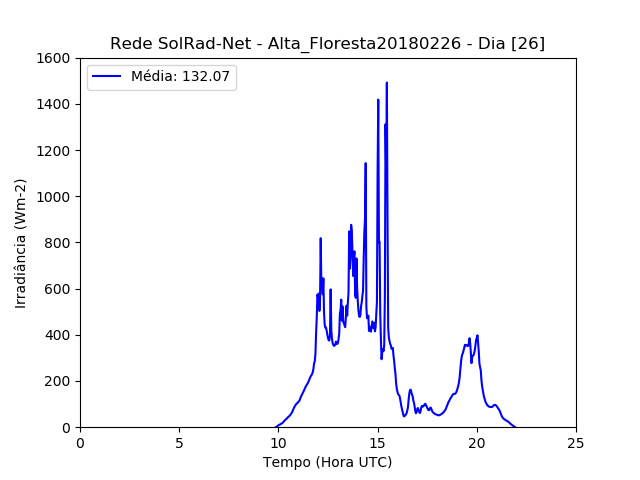 Rede SolRad-Net - Alta_Floresta20180226 - Dia [26]
Média: 132.07
Irradiância (Wm-2)
1600
1400
1200
1000
800
600
400
200
0
0 5 10 15 20 25
Tempo (Hora UTC)